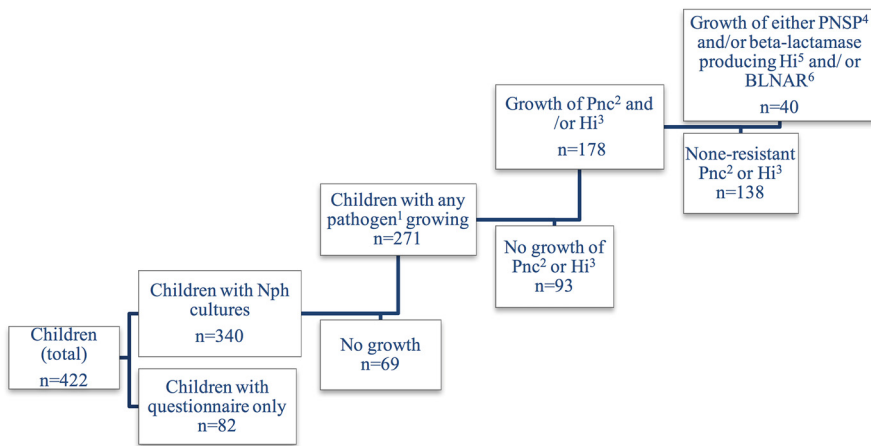 Children
(total)
n=422
Children with Nph
cultures
n=340
Children with
questionnaire only
n=82
Children with any
pathogen¹ growing
n=271
No growth
n=69
Growth of Pnc² and
/or Hi³
n=178
No growth of
Pnc² or Hi³
n=93
Growth of either PNSP⁴
and/or beta-lactamase
producing Hi⁵ and/ or
BLNAR⁶
n=40
None-resistant
Pnc² or Hi³
n=138